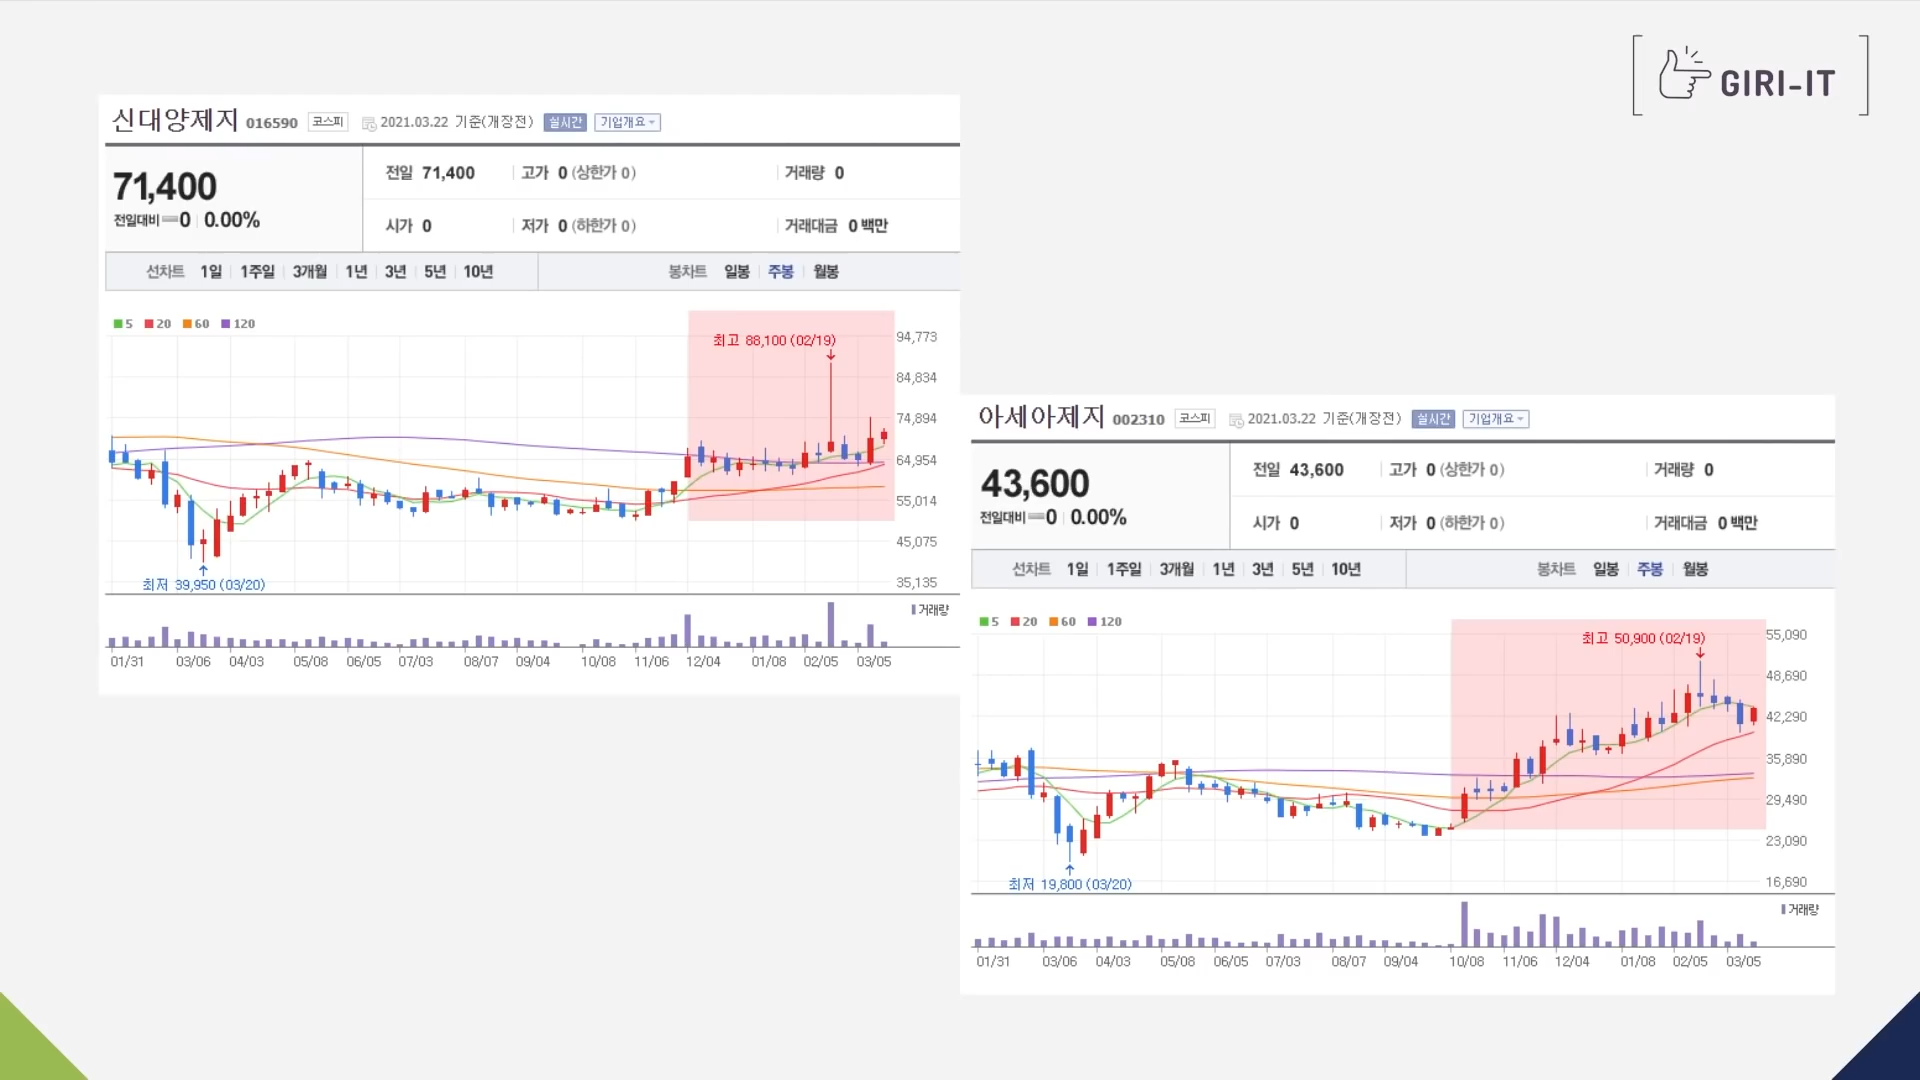 GIRI-IT
신대양제지 016590 코스피 2021.03.22 기준(개장전) 실시간 기업개요
71,400
전일대비 0 0.00%
전일 71,400 고가 0 (상한가 0) 거래량 0
시가 0 저가 0 (하한가 0) 거래대금 0 백만
선차트 1일 1주일 3개월 1년 3년 5년 10년 봉차트 일봉 주봉 월봉
5 20 60 120
최고 88,100 (02/19)
94,773
84,834
74,894
64,954
55,014
45,075
35,135
최저 39,950 (03/20)
거래량
01/31 03/06 04/03 05/08 06/05 07/03 08/07 09/04 10/08 11/06 12/04 01/08 02/05 03/05
아세아제지 002310 코스피 2021.03.22 기준(개장전) 실시간 기업개요
43,600
전일대비 0 0.00%
전일 43,600 고가 0 (상한가 0) 거래량 0
시가 0 저가 0 (하한가 0) 거래대금 0 백만
선차트 1일 1주일 3개월 1년 3년 5년 10년 봉차트 일봉 주봉 월봉
5 20 60 120
최고 50,900 (02/19)
55,090
48,690
42,290
35,890
29,490
23,090
16,690
최저 19,800 (03/20)
거래량
01/31 03/06 04/03 05/08 06/05 07/03 08/07 09/04 10/08 11/06 12/04 01/08 02/05 03/05